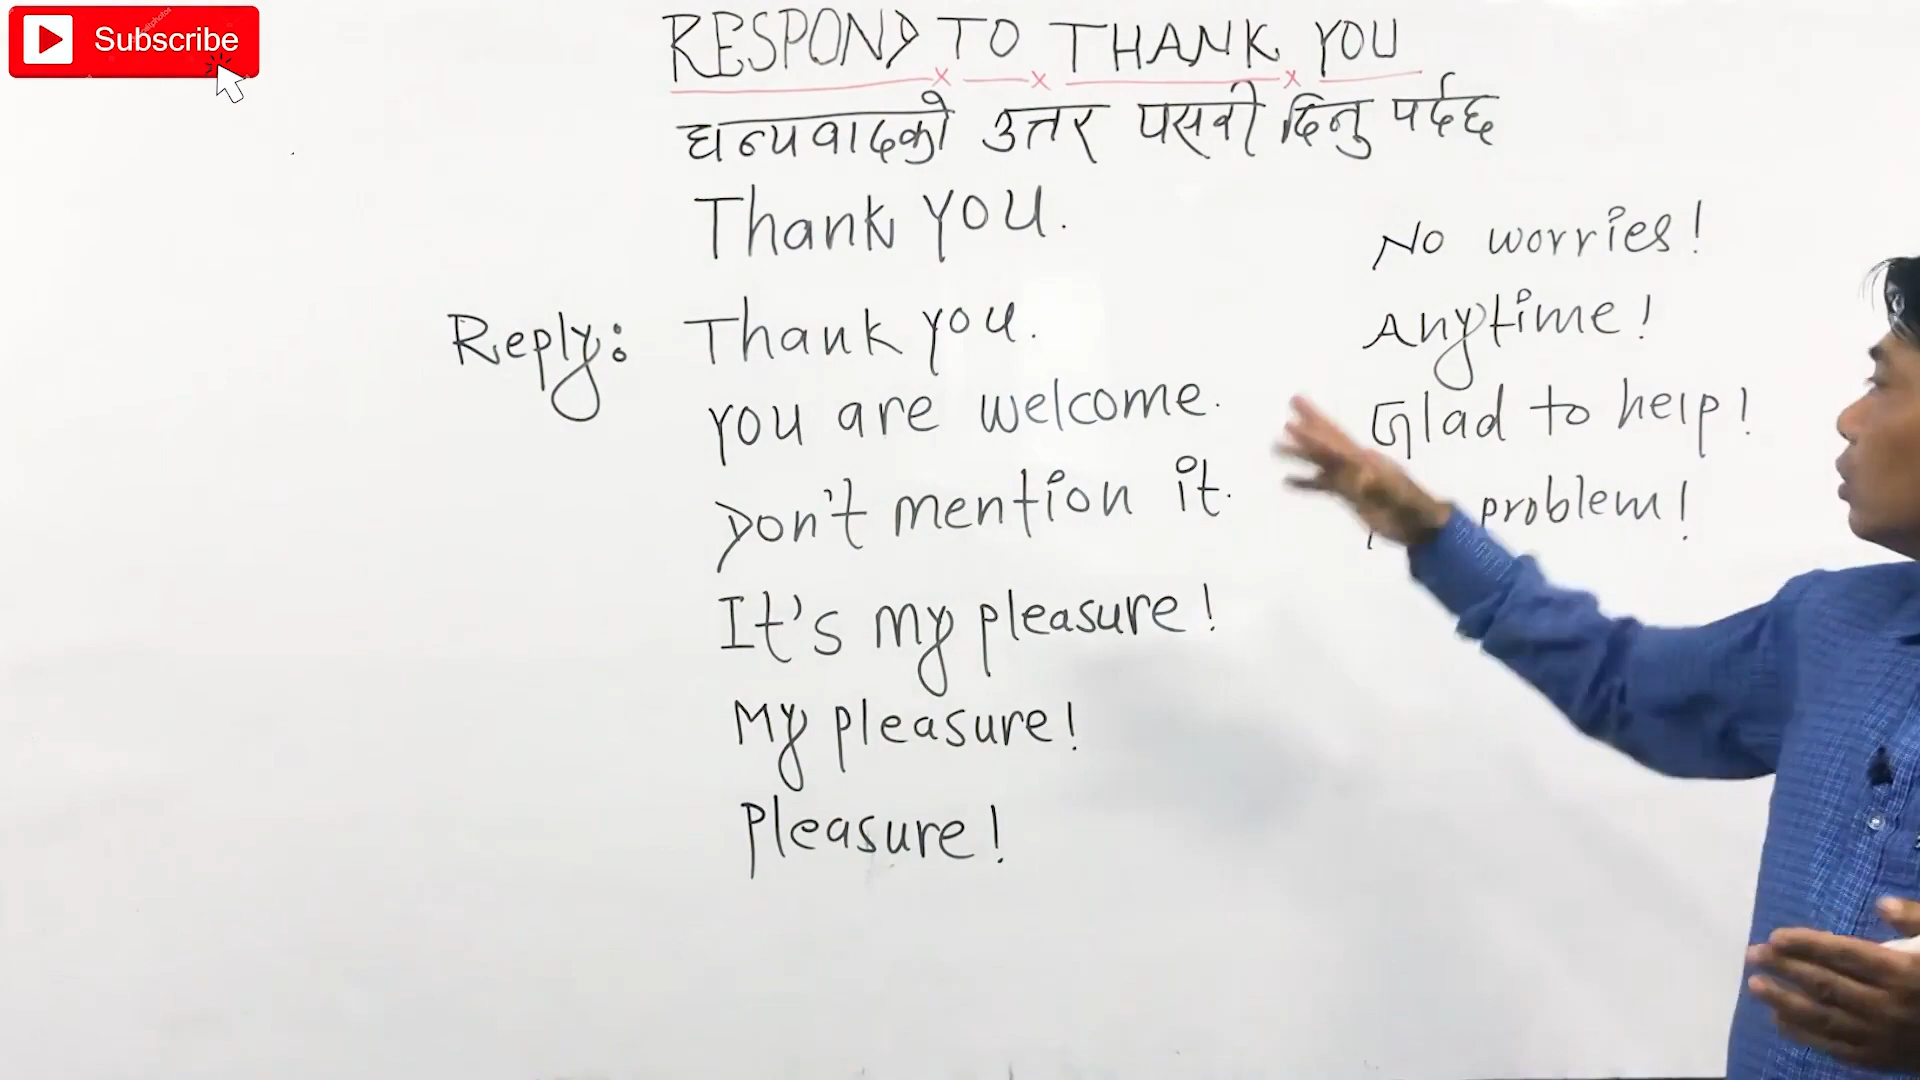 Subscribe
RESPOND TO THANK YOU
धन्यवादको उत्तर यसरी दिनु पर्दछ
Thank you.
Reply: Thank you.
You are welcome.
Don't mention it.
It's my pleasure!
My pleasure!
Pleasure!
No worries!
Anytime!
Glad to help!
problem!